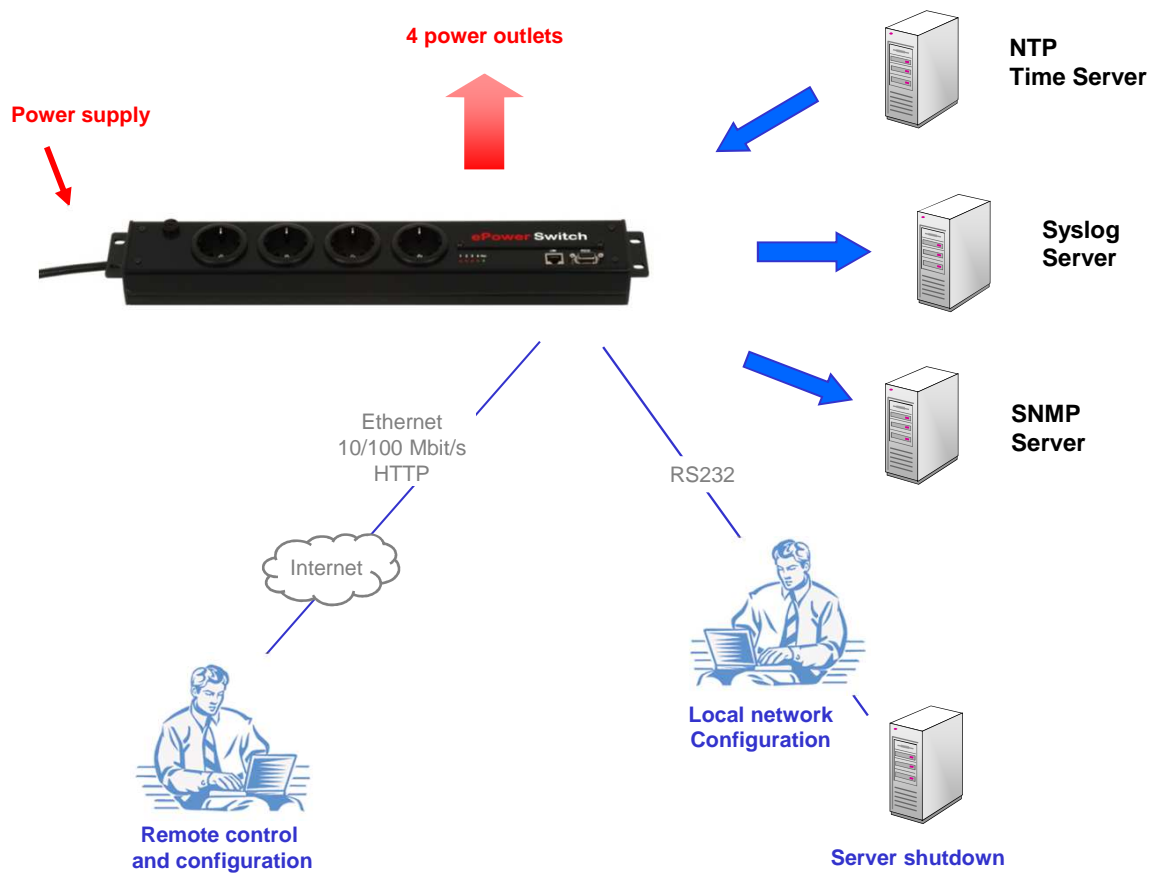 4 power outlets
NTP
Time Server
Power supply
ePower Switch
Syslog
Server
SNMP
Server
Ethernet
10/100 Mbit/s
HTTP
RS232
Internet
Local network
Configuration
Remote control
and configuration
Server shutdown